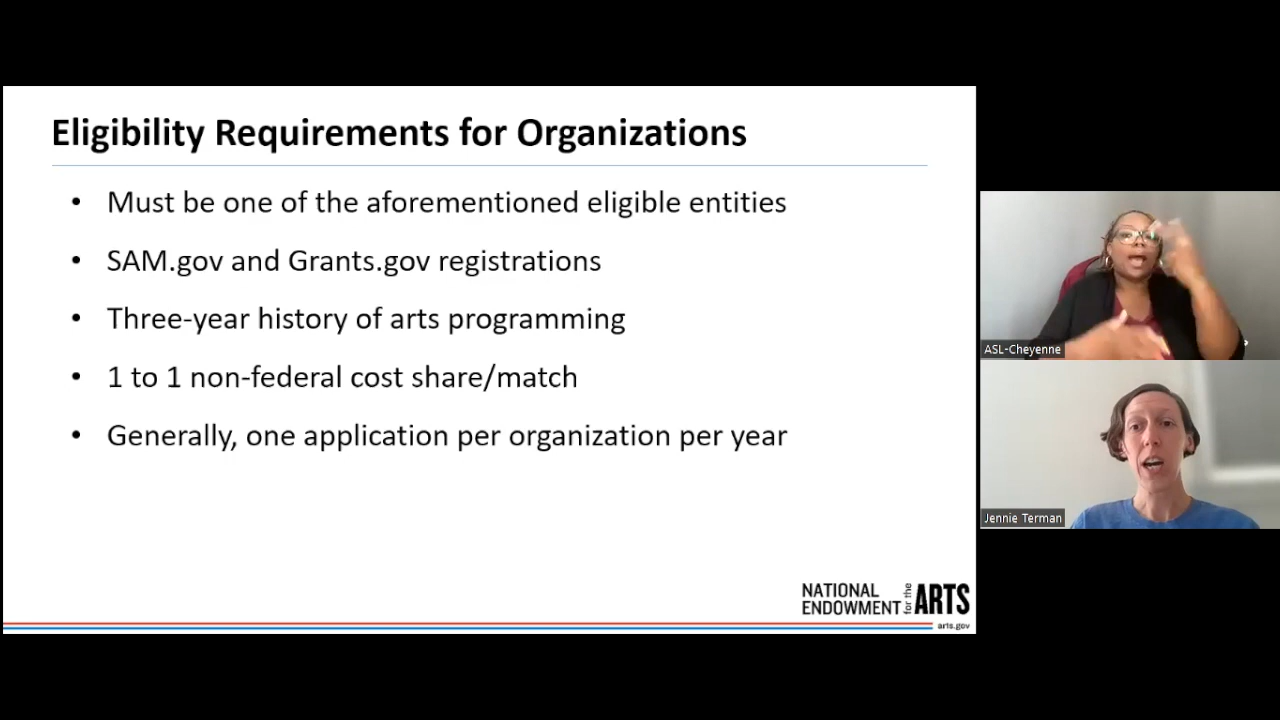 Eligibility Requirements for Organizations
• Must be one of the aforementioned eligible entities
• SAM.gov and Grants.gov registrations
• Three-year history of arts programming
• 1 to 1 non-federal cost share/match
• Generally, one application per organization per year
NATIONAL ENDOWMENT for the ARTS
arts.gov
ASL-Cheyenne
Jennie Terman